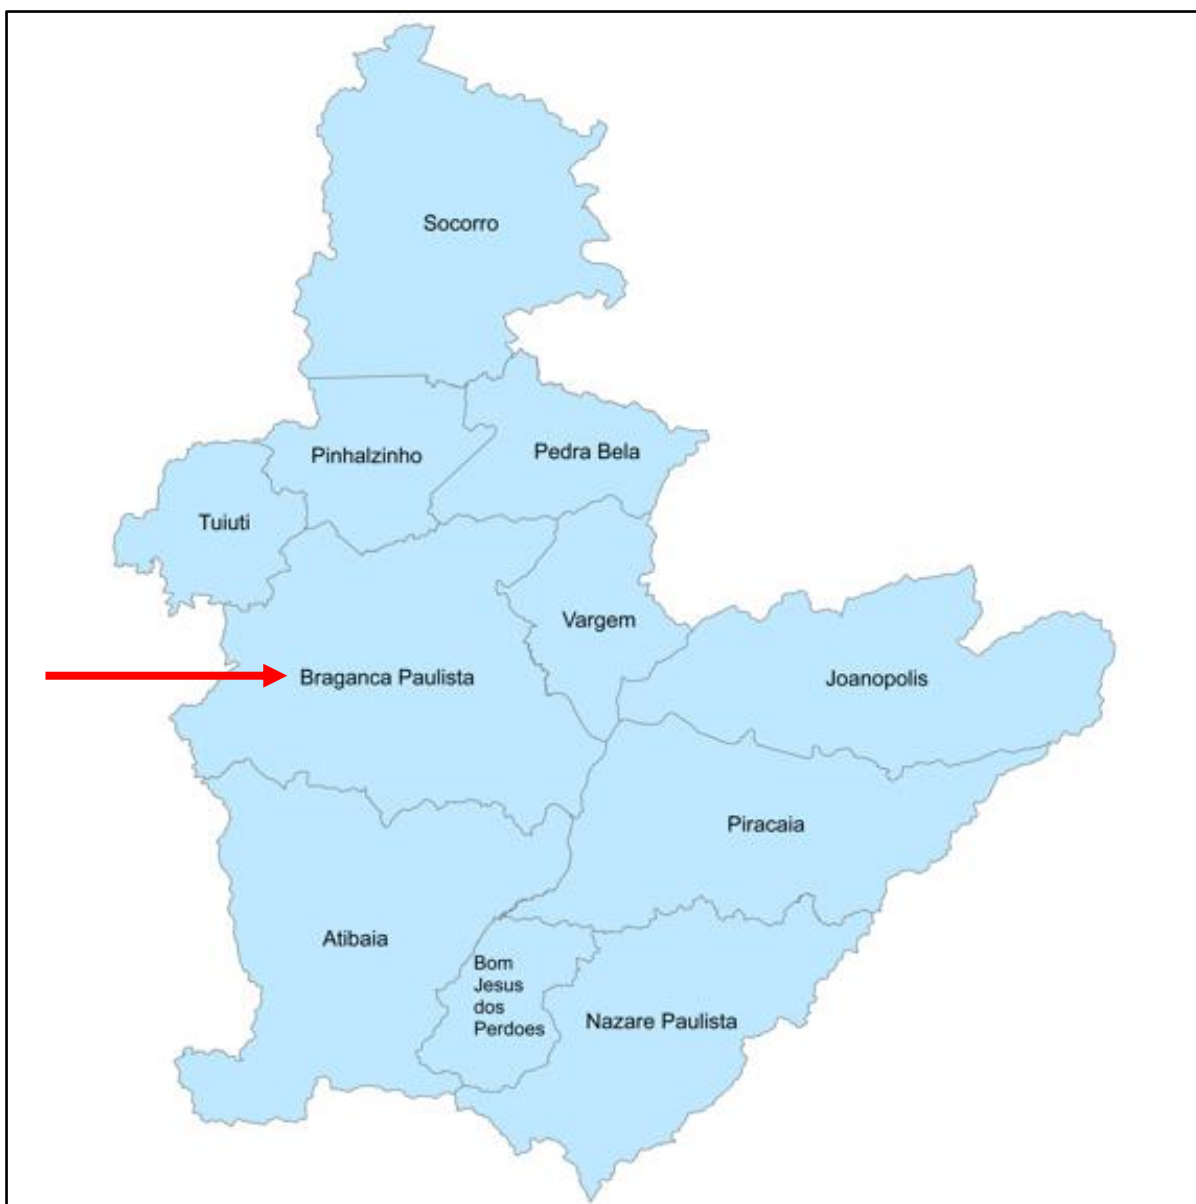 Socorro
Pinhalzinho
Pedra Bela
Tuiuti
Vargem
Braganca Paulista
Joanopolis
Piracaia
Atibaia
Bom
Jesus
dos
Perdoes
Nazare Paulista